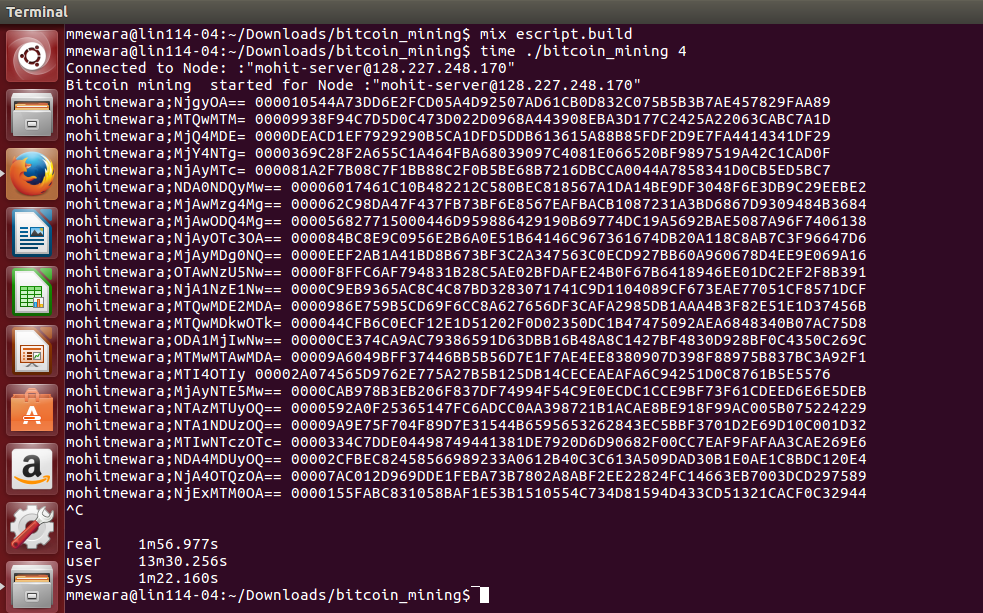 Terminal
mmewara@lin114-04:~/Downloads/bitcoin_mining$ mix escript.build
mmewara@lin114-04:~/Downloads/bitcoin_mining$ time ./bitcoin_mining 4
Connected to Node: :"mohit-server@128.227.248.170"
Bitcoin mining  started for Node :"mohit-server@128.227.248.170"
mohitmewara;NjgyOA== 000010544A73DD6E2FCD05A4D92507AD61CB0D832C075B5B3B7AE457829FAA89
mohitmewara;MTQwMTM= 00009938F94C7D5D0C473D022D0968A443908EBA3D177C2425A22063CABC7A1D
mohitmewara;MjQ4MDE= 0000DEACD1EF7929290B5CA1DFD5DDB613615A88B85FDF2D9E7FA4414341DF29
mohitmewara;MjY4NTg= 0000369C28F2A655C1A464FBA68039097C4081E066520BF9897519A42C1CAD0F
mohitmewara;NjAyMTc= 000081A2F7B08C7F1BB88C2F0B5BE68B7216DBCCA0044A7858341D0CB5ED5BC7
mohitmewara;NDA0NDQyMw== 00006017461C10B482212C580BEC818567A1DA14BE9DF3048F6E3DB9C29EEBE2
mohitmewara;MjAwMzg4Mg== 000062C98DA47F437FB73BF6E8567EAFBACB1087231A3BD6867D9309484B3684
mohitmewara;MjAwODQ4Mg== 0000568277150004​46D959886429190B69774DC19A5692BAE5087A96F7406138
mohitmewara;NjAyOTc3OA== 000084BC8E9C0956E2B6A0E51B64146C967361674DB20A118C8AB7C3F96647D6
mohitmewara;MjAyMDg0NQ== 0000EEF2AB1A41BD8B673BF3C2A347563C0ECD927BB60A960678D4EE9E069A16
mohitmewara;OTAwNzU5Nw== 0000F8FFC6AF794831B28C5AE02BFDAFE24B0F67B6418946EE01DC2EF2F8B391
mohitmewara;NjA1NzE1Nw== 0000C9EB9365AC8C4C87BD3283071741C9D1104089CF673EAE77051CF8571DCF
mohitmewara;MTQwMDE2MDA= 0000986E759B5CD69F6FC8A627656DF3CAFA2985DB1AAA4B3F82E51E1D37456B
mohitmewara;MTQwMDkwOTk= 000044CFB6C0ECF12E1D51202F0D02350DC1B47475092AEA6848340B07AC75D8
mohitmewara;ODA1MjIwNw== 00000CE374CA9AC79386591D63DBB16B48A8C1427BF4830D928BF0C4350C269C
mohitmewara;MTMwMTAwMDA= 00009A6049BFF37446BB5B56D7E1F7AE4EE8380907D398F88975B837BC3A92F1
mohitmewara;MTI4OTIy 00002A074565D9762E775A27B5B125DB14CECEAEAFA6C94251D0C8761B5E5576
mohitmewara;MjAyNTE5Mw== 0000CAB978B3EB206F837DF74994F54C9E0ECDC1CCE9BF73F61CDEED6E6E5DEB
mohitmewara;NTAzMTUyOQ== 0000592A0F25365147FC6ADCC0AA398721B1ACAE8BE918F99AC005B075224229
mohitmewara;NTA1NDUzOQ== 00009A9E75F704F89D7E31544B6595653262843EC5BBF3701D2E69D10C001D32
mohitmewara;MTIwNTczOTc= 0000334C7DDE04498749441381DE7920D6D90682F00CC7EAF9FAFAA3CAE269E6
mohitmewara;NDA4MDUyOQ== 00002CFBEC82458566989233A0612B40C3C613A509DAD30B1E0AE1C8BDC120E4
mohitmewara;NjA4OTQzOA== 00007AC012D969DDE1FEBA73B7802A8ABF2EE22824FC14663EB7003DCD297589
mohitmewara;NjExMTM0OA== 0000155FABC831058BAF1E53B1510554C734D81594D433CD51321CACF0C32944
^C
real    1m56.977s
user    13m30.256s
sys     1m22.160s
mmewara@lin114-04:~/Downloads/bitcoin_mining$